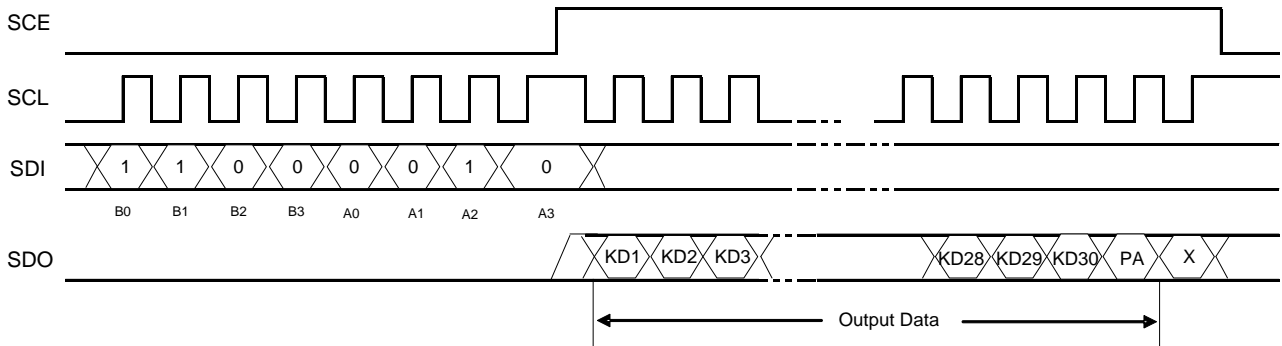 SCE
SCL
SDI 1 1 0 0 0 0 1 0
B0 B1 B2 B3 A0 A1 A2 A3
SDO KD1 KD2 KD3 KD28 KD29 KD30 PA X
Output Data